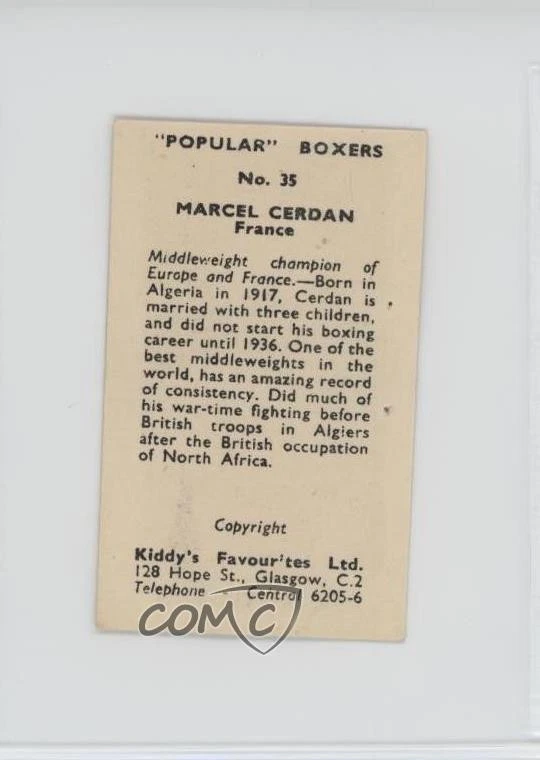 "POPULAR" BOXERS
No. 35
MARCEL CERDAN
France
Middleweight champion of
Europe and France.—Born in
Algeria in 1917, Cerdan is
married with three children,
and did not start his boxing
career until 1936. One of the
best middleweights in the
world, has an amazing record
of consistency. Did much of
his war-time fighting before
British troops in Algiers
after the British occupation
of North Africa.
Copyright
Kiddy's Favour'tes Ltd.
128 Hope St., Glasgow, C.2
Telephone - Central 6205-6
COMC